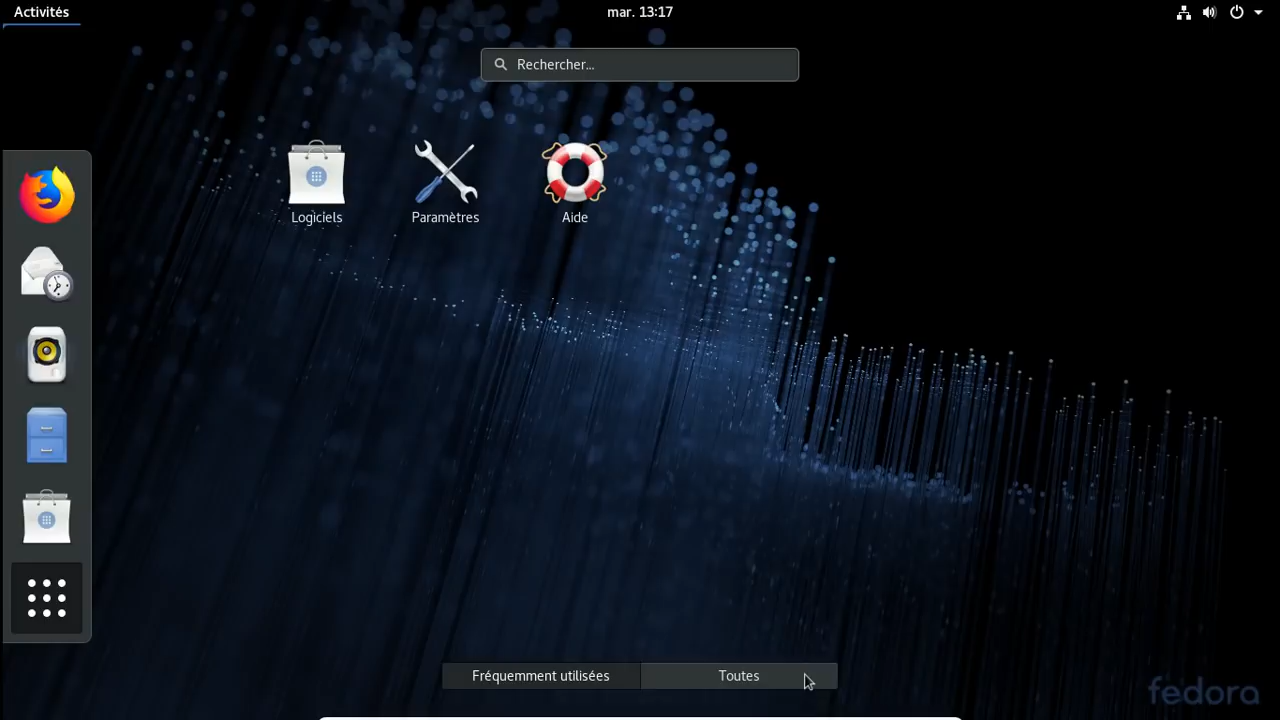 Activités
mar. 13:17
Rechercher...
Logiciels
Paramètres
Aide
Fréquemment utilisées
Toutes
fedora